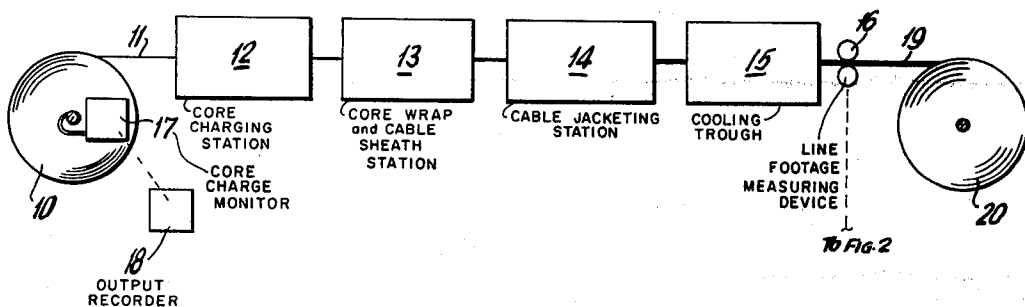 11
12
13
14
15
16
19
17
10
18
20
CORE
CHARGING
STATION
CORE WRAP
and CABLE
SHEATH
STATION
CABLE JACKETING
STATION
COOLING
TROUGH
LINE
FOOTAGE
MEASURING
DEVICE
CORE
CHARGE
MONITOR
OUTPUT
RECORDER
To FIG. 2